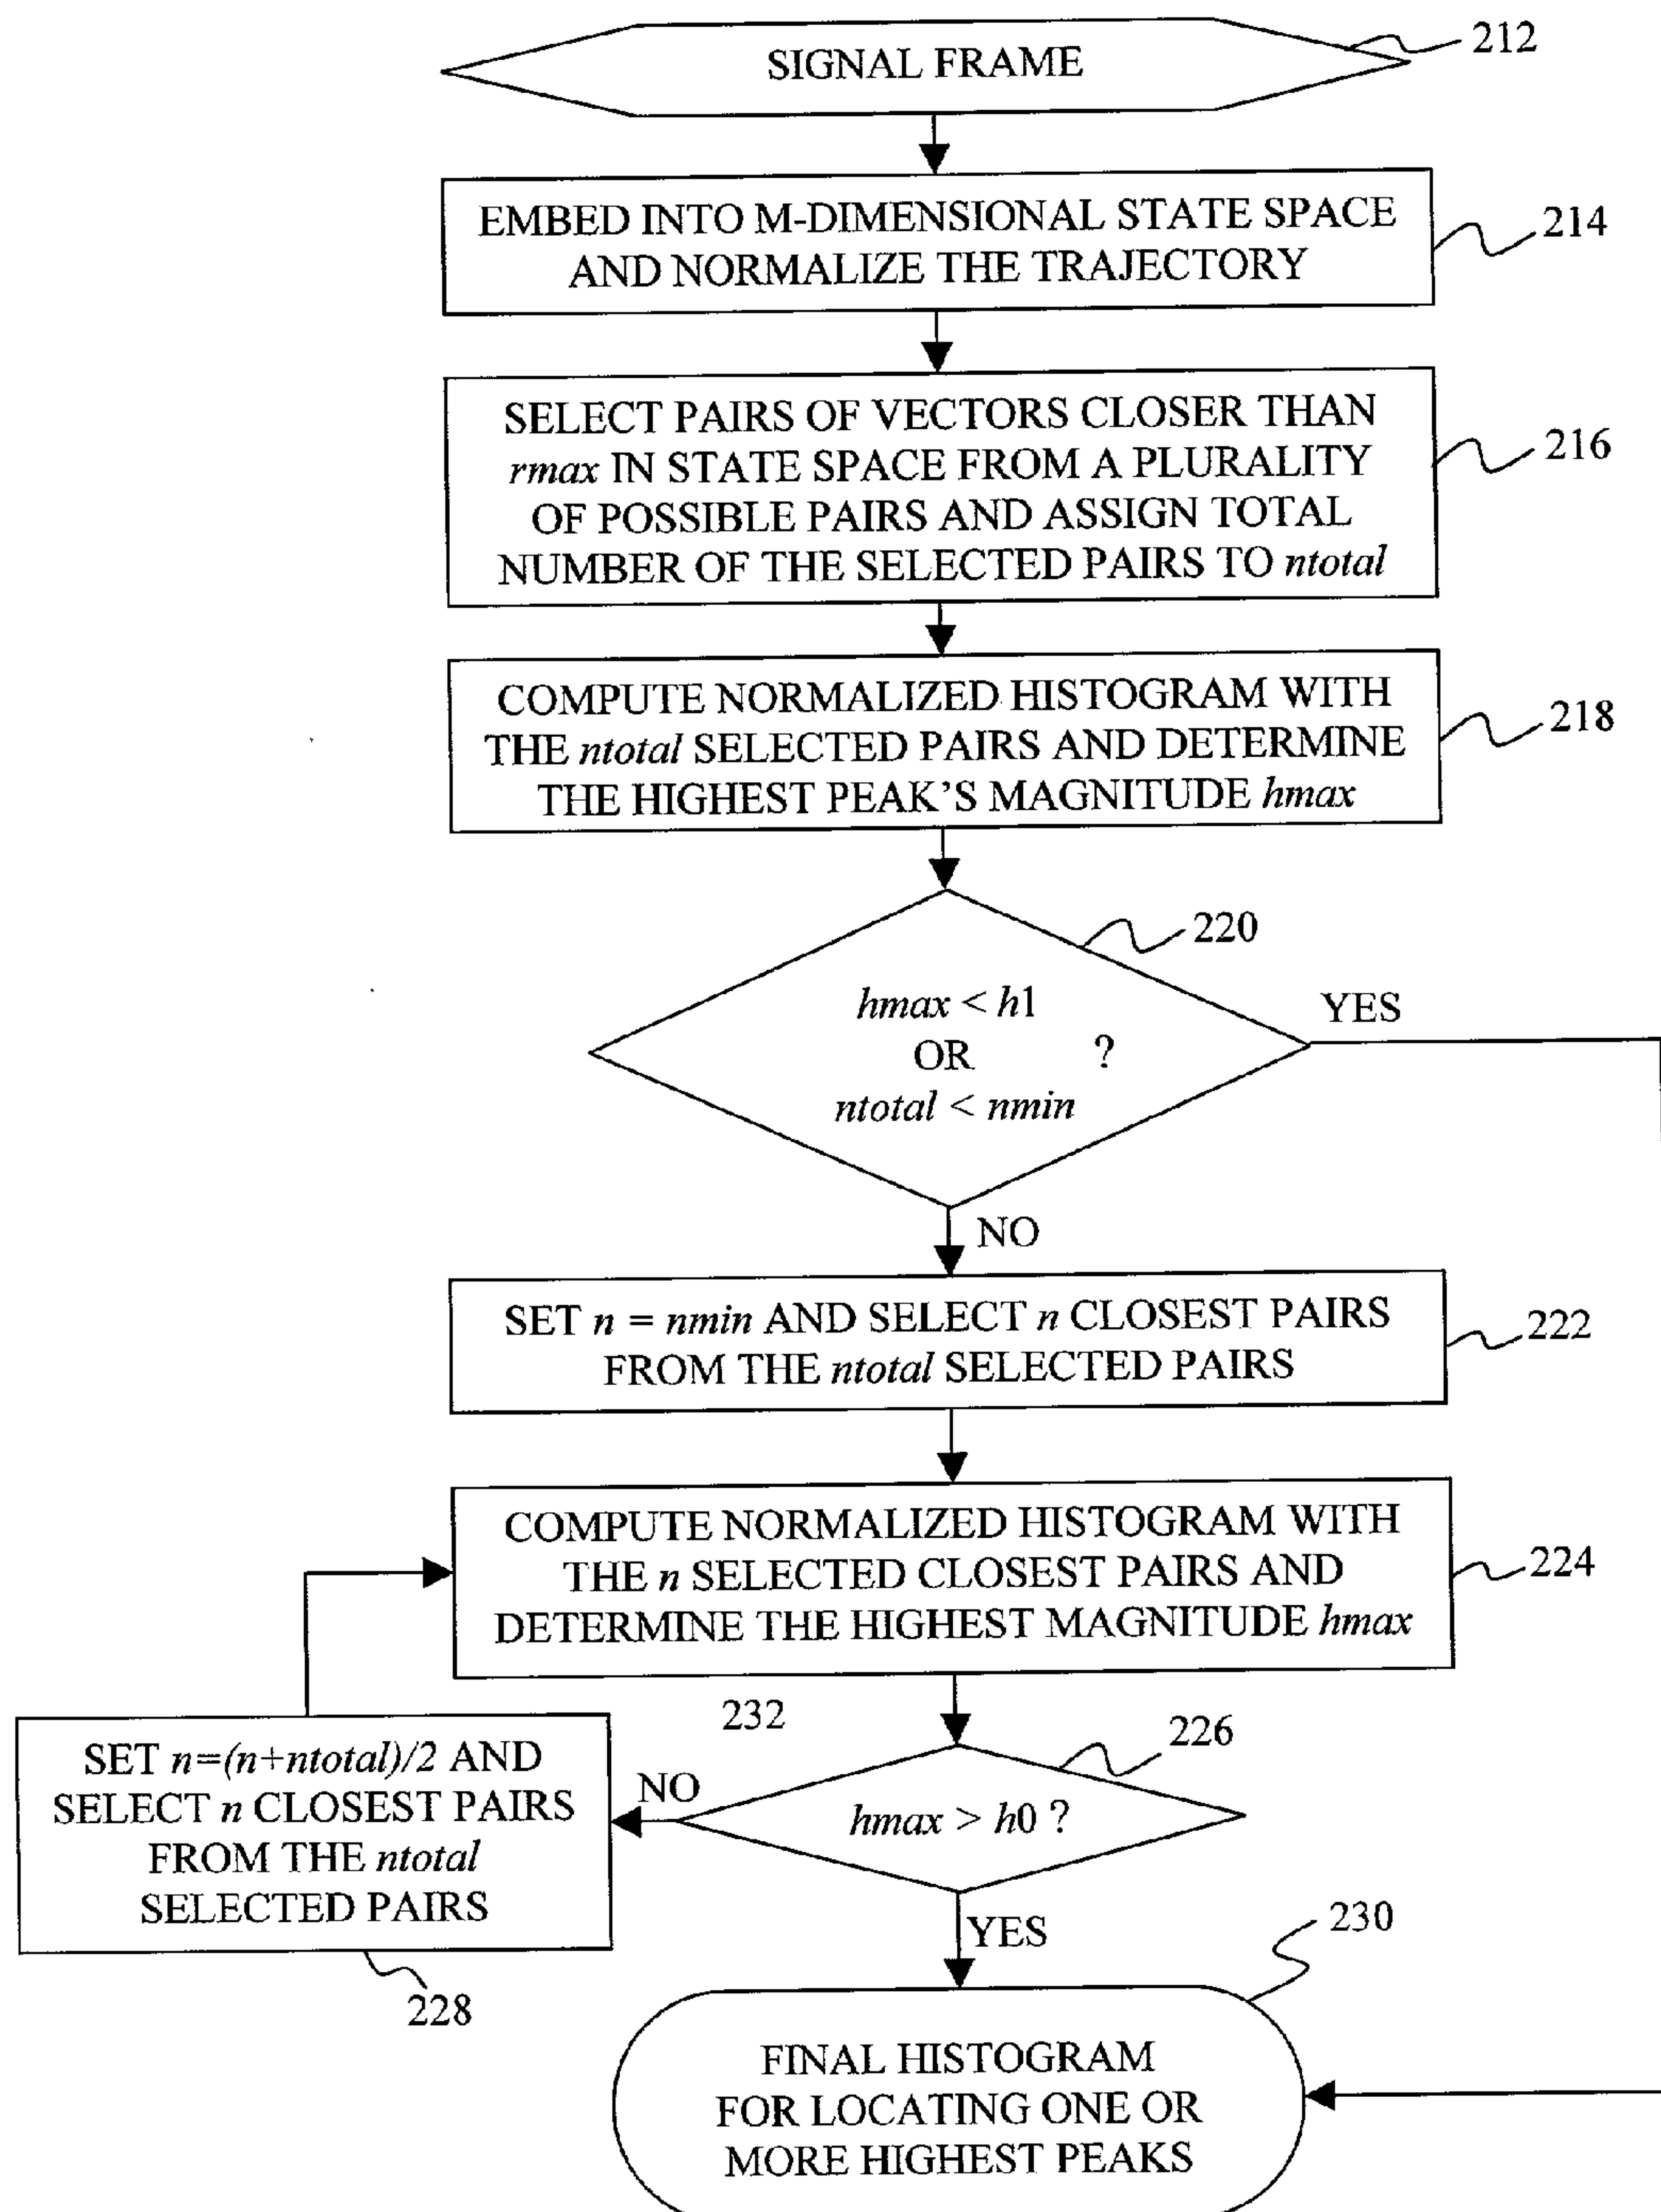 SIGNAL FRAME
212
EMBED INTO M-DIMENSIONAL STATE SPACE
AND NORMALIZE THE TRAJECTORY
214
SELECT PAIRS OF VECTORS CLOSER THAN
rmax IN STATE SPACE FROM A PLURALITY
OF POSSIBLE PAIRS AND ASSIGN TOTAL
NUMBER OF THE SELECTED PAIRS TO ntotal
216
COMPUTE NORMALIZED HISTOGRAM WITH
THE ntotal SELECTED PAIRS AND DETERMINE
THE HIGHEST PEAK'S MAGNITUDE hmax
218
220
hmax < h1
OR ?
ntotal < nmin
YES
NO
SET n = nmin AND SELECT n CLOSEST PAIRS
FROM THE ntotal SELECTED PAIRS
222
COMPUTE NORMALIZED HISTOGRAM WITH
THE n SELECTED CLOSEST PAIRS AND
DETERMINE THE HIGHEST MAGNITUDE hmax
224
232
226
hmax > h0 ?
NO
SET n=(n+ntotal)/2 AND
SELECT n CLOSEST PAIRS
FROM THE ntotal
SELECTED PAIRS
228
YES
230
FINAL HISTOGRAM
FOR LOCATING ONE OR
MORE HIGHEST PEAKS